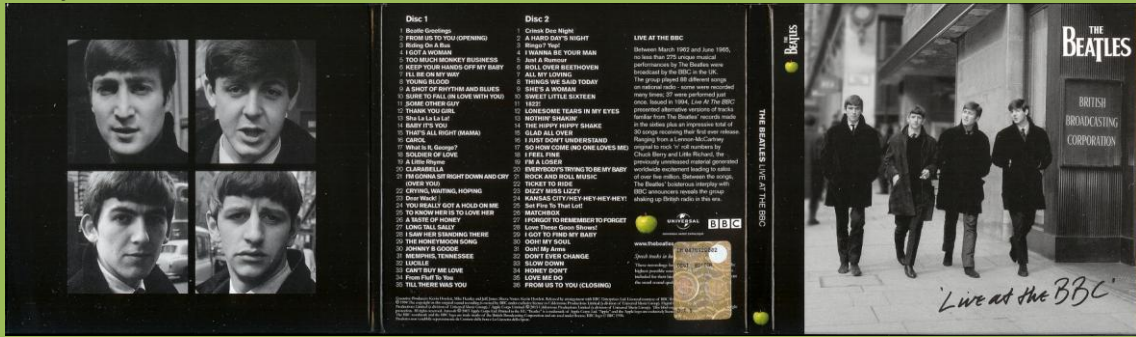 Disc 1
1 Beatle Greetings
2 FROM US TO YOU (OPENING)
3 Riding On A Bus
4 I GOT A WOMAN
5 TOO MUCH MONKEY BUSINESS
6 KEEP YOUR HANDS OFF MY BABY
7 I'LL BE ON MY WAY
8 YOUNG BLOOD
9 A SHOT OF RHYTHM AND BLUES
10 SURE TO FALL (IN LOVE WITH YOU)
11 SOME OTHER GUY
12 THANK YOU GIRL
13 Sha La La La La!
14 BABY IT'S YOU
15 THAT'S ALL RIGHT (MAMA)
16 CAROL
17 What Is It, George?
18 SOLDIER OF LOVE
19 A Little Rhyme
20 CLARABELLA
21 I'M GONNA SIT RIGHT DOWN AND CRY
(OVER YOU)
22 CRYING, WAITING, HOPING
23 Dear Wack!
24 YOU REALLY GOT A HOLD ON ME
25 TO KNOW HER IS TO LOVE HER
26 A TASTE OF HONEY
27 LONG TALL SALLY
28 I SAW HER STANDING THERE
29 THE HONEYMOON SONG
30 JOHNNY B GOODE
31 MEMPHIS, TENNESSEE
32 LUCILLE
33 CAN'T BUY ME LOVE
34 From Fluff To You
35 TILL THERE WAS YOU
Disc 2
1 Crinsk Dee Night
2 A HARD DAY'S NIGHT
3 Ringo? Yep!
4 I WANNA BE YOUR MAN
5 Just A Rumour
6 ROLL OVER BEETHOVEN
7 ALL MY LOVING
8 THINGS WE SAID TODAY
9 SHE'S A WOMAN
10 SWEET LITTLE SIXTEEN
11 1822!
12 LONESOME TEARS IN MY EYES
13 NOTHIN' SHAKIN'
14 THE HIPPY HIPPY SHAKE
15 GLAD ALL OVER
16 I JUST DON'T UNDERSTAND
17 SO HOW COME (NO ONE LOVES ME)
18 I FEEL FINE
19 I'M A LOSER
20 EVERYBODY'S TRYING TO BE MY BABY
21 ROCK AND ROLL MUSIC
22 TICKET TO RIDE
23 DIZZY MISS LIZZY
24 KANSAS CITY/HEY-HEY-HEY-HEY!
25 Set Fire To That Lot!
26 MATCHBOX
27 I FORGOT TO REMEMBER TO FORGET
28 Love These Goon Shows!
29 I GOT TO FIND MY BABY
30 OOH! MY SOUL
31 Ooh! My Arms
32 DON'T EVER CHANGE
33 SLOW DOWN
34 HONEY DON'T
35 LOVE ME DO
36 FROM US TO YOU (CLOSING)
LIVE AT THE BBC
Between March 1962 and June 1965,
no less than 275 unique musical
performances by The Beatles were
broadcast by the BBC in the UK.
The group played 88 different songs
on national radio - some were recorded
many times; 37 were performed just
once. Issued in 1994, Live At The BBC
presented alternative versions of tracks
familiar from The Beatles' records made
in the sixties plus an impressive total of
30 songs receiving their first ever release.
Ranging from a Lennon-McCartney
original to rock 'n' roll numbers by
Chuck Berry and Little Richard, the
previously unreleased material generated
worldwide excitement leading to sales
of over five million. Between the songs,
The Beatles' boisterous interplay with
BBC announcers reveals the group
shaking up British radio in this era.
UNIVERSAL
BBC
www.thebeatles
THE BEATLES
THE BEATLES LIVE AT THE BBC
THE
BEATLES
BRITISH
BROADCASTING
CORPORATION
'Live at the BBC'